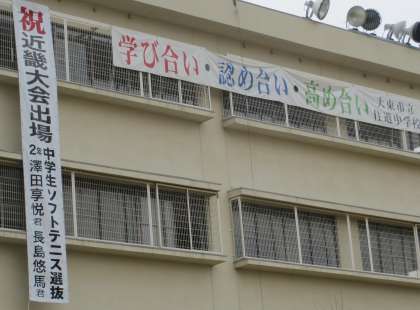 祝近畿大会出場
中学生ソフトテニス選抜
2位 澤田享悦君 長島悠馬君
学び合い・認め合い・高め合い
大東市立
住道中学校